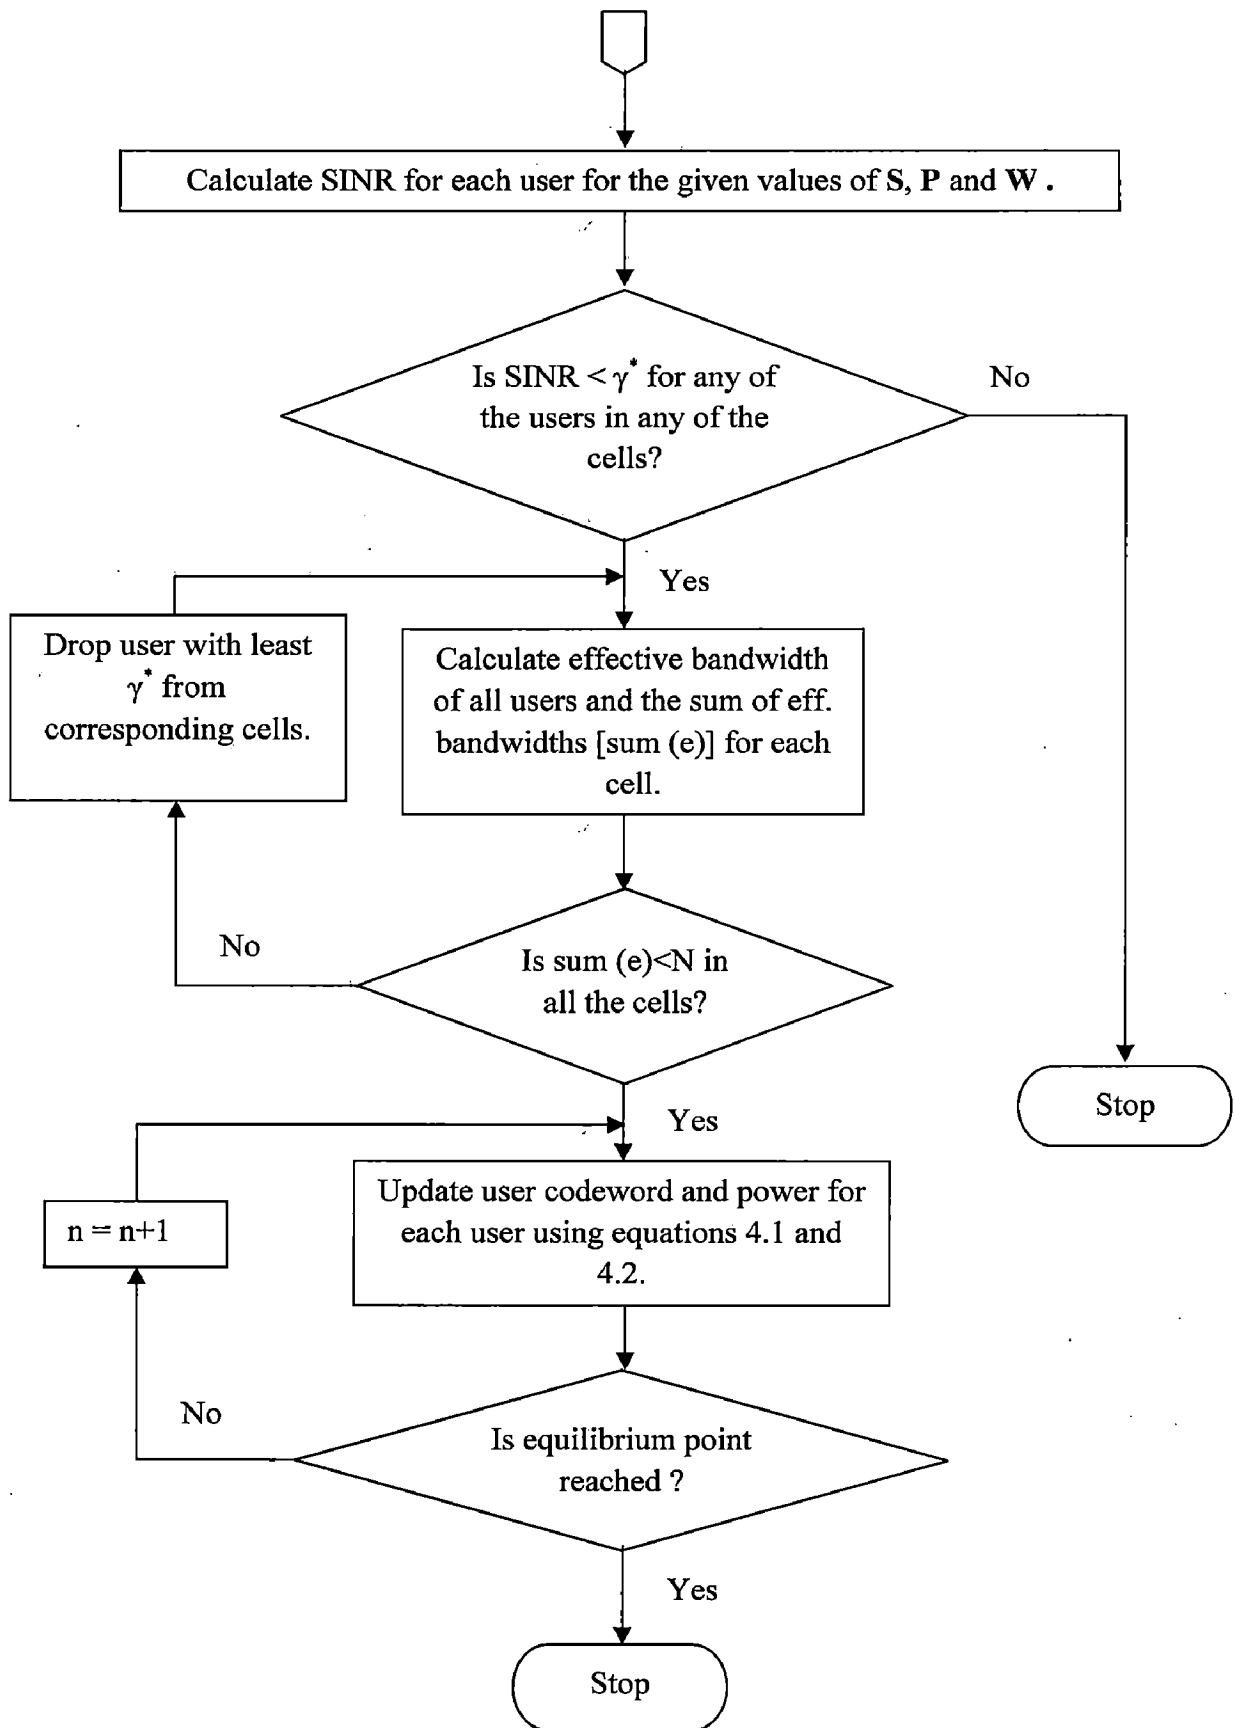 Calculate SINR for each user for the given values of S, P and W .
Is SINR < γ* for any of
the users in any of the
cells?
No
Yes
Drop user with least
γ* from
corresponding cells.
Calculate effective bandwidth
of all users and the sum of eff.
bandwidths [sum (e)] for each
cell.
No
Is sum (e)<N in
all the cells?
Stop
Yes
n = n+1
Update user codeword and power for
each user using equations 4.1 and
4.2.
No
Is equilibrium point
reached ?
Yes
Stop